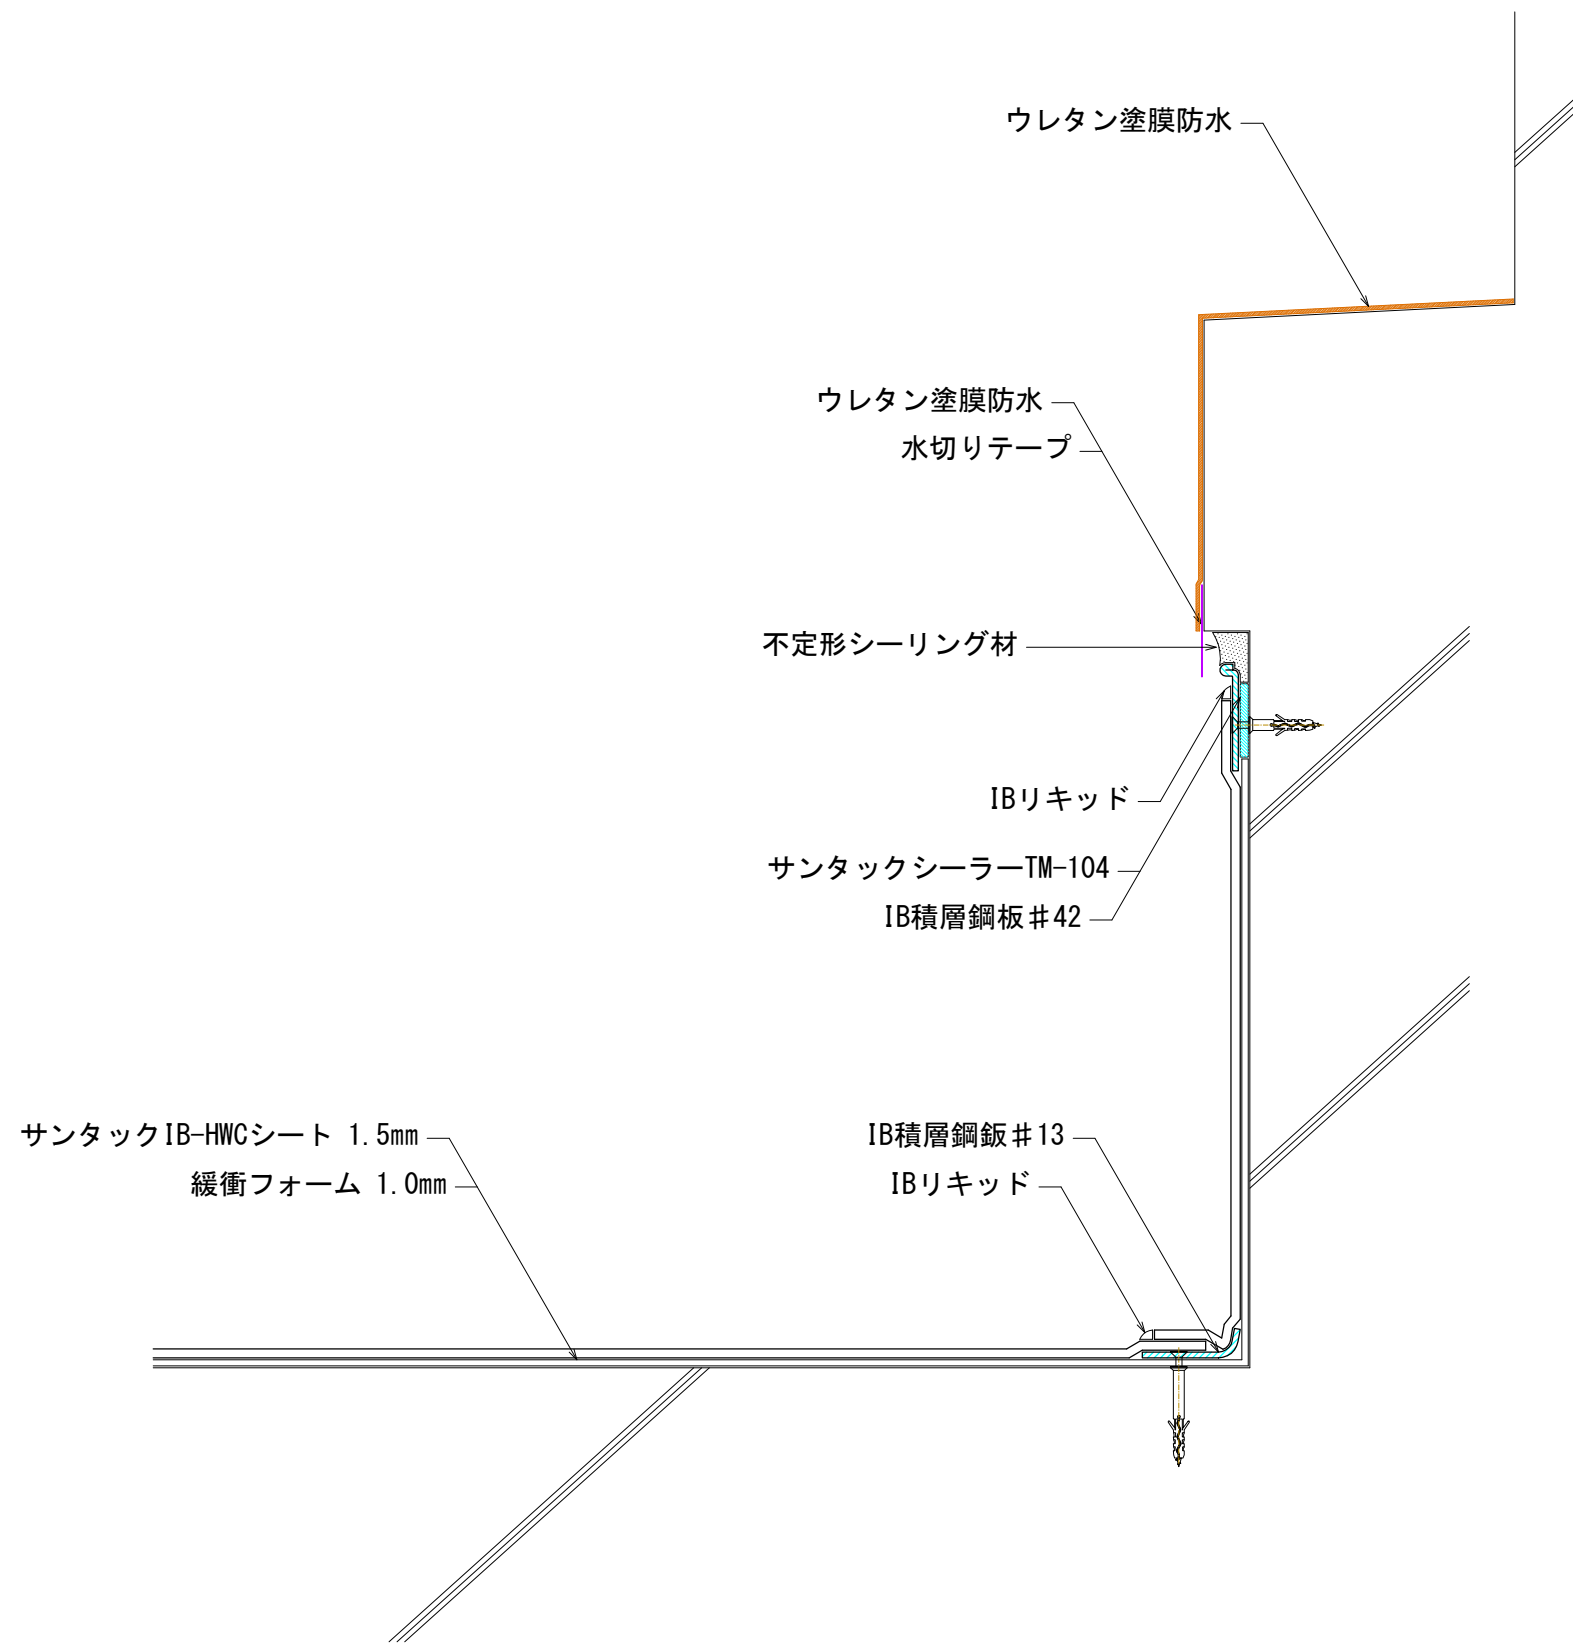 ウレタン塗膜防水
ウレタン塗膜防水
水切りテープ
不定形シーリング材
IBリキッド
サンタックシーラーTM-104
IB積層鋼板♯42
サンタックIB-HWCシート 1.5mm
緩衝フォーム 1.0mm
IB積層鋼鈑♯13
IBリキッド